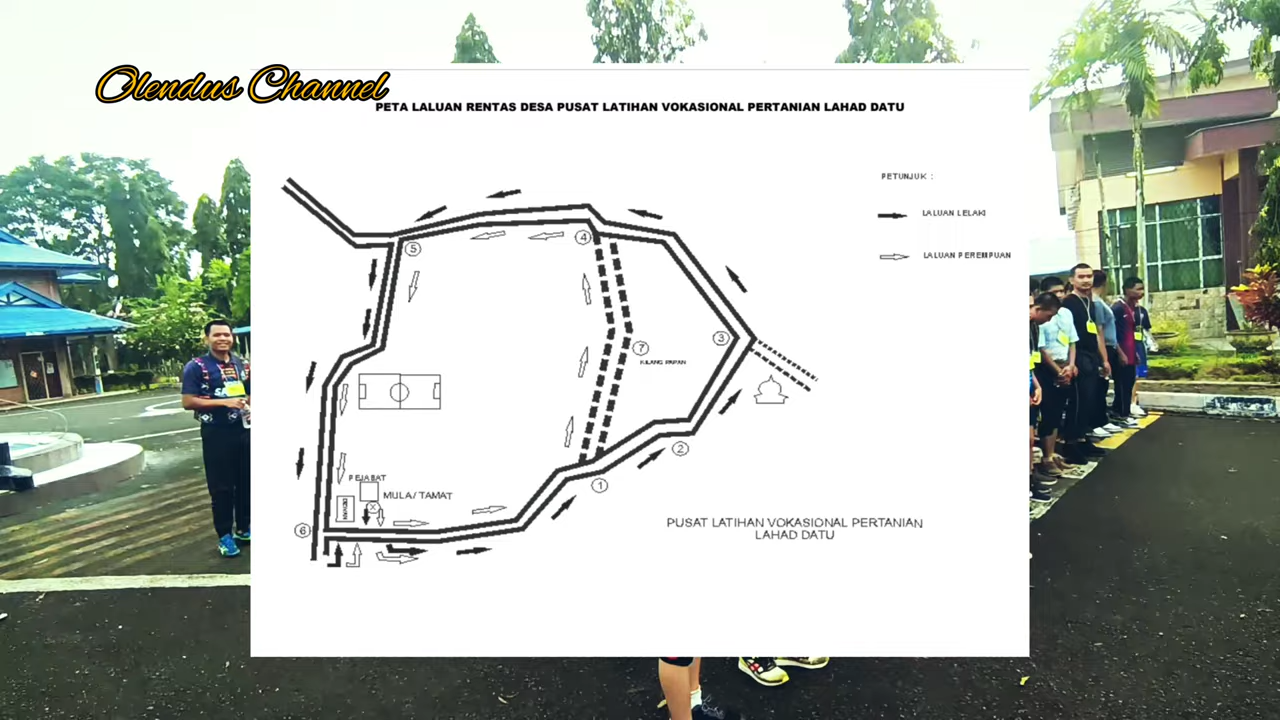 Olendus Channel
PETA LALUAN RENTAS DESA PUSAT LATIHAN VOKASIONAL PERTANIAN LAHAD DATU
PETUNJUK :
LALUAN LELAKI
LALUAN PEREMPUAN
5
4
3
7
KILANG PAPAN
2
1
PEJABAT
MULA/ TAMAT
DEWAN
X
6
PUSAT LATIHAN VOKASIONAL PERTANIAN
LAHAD DATU